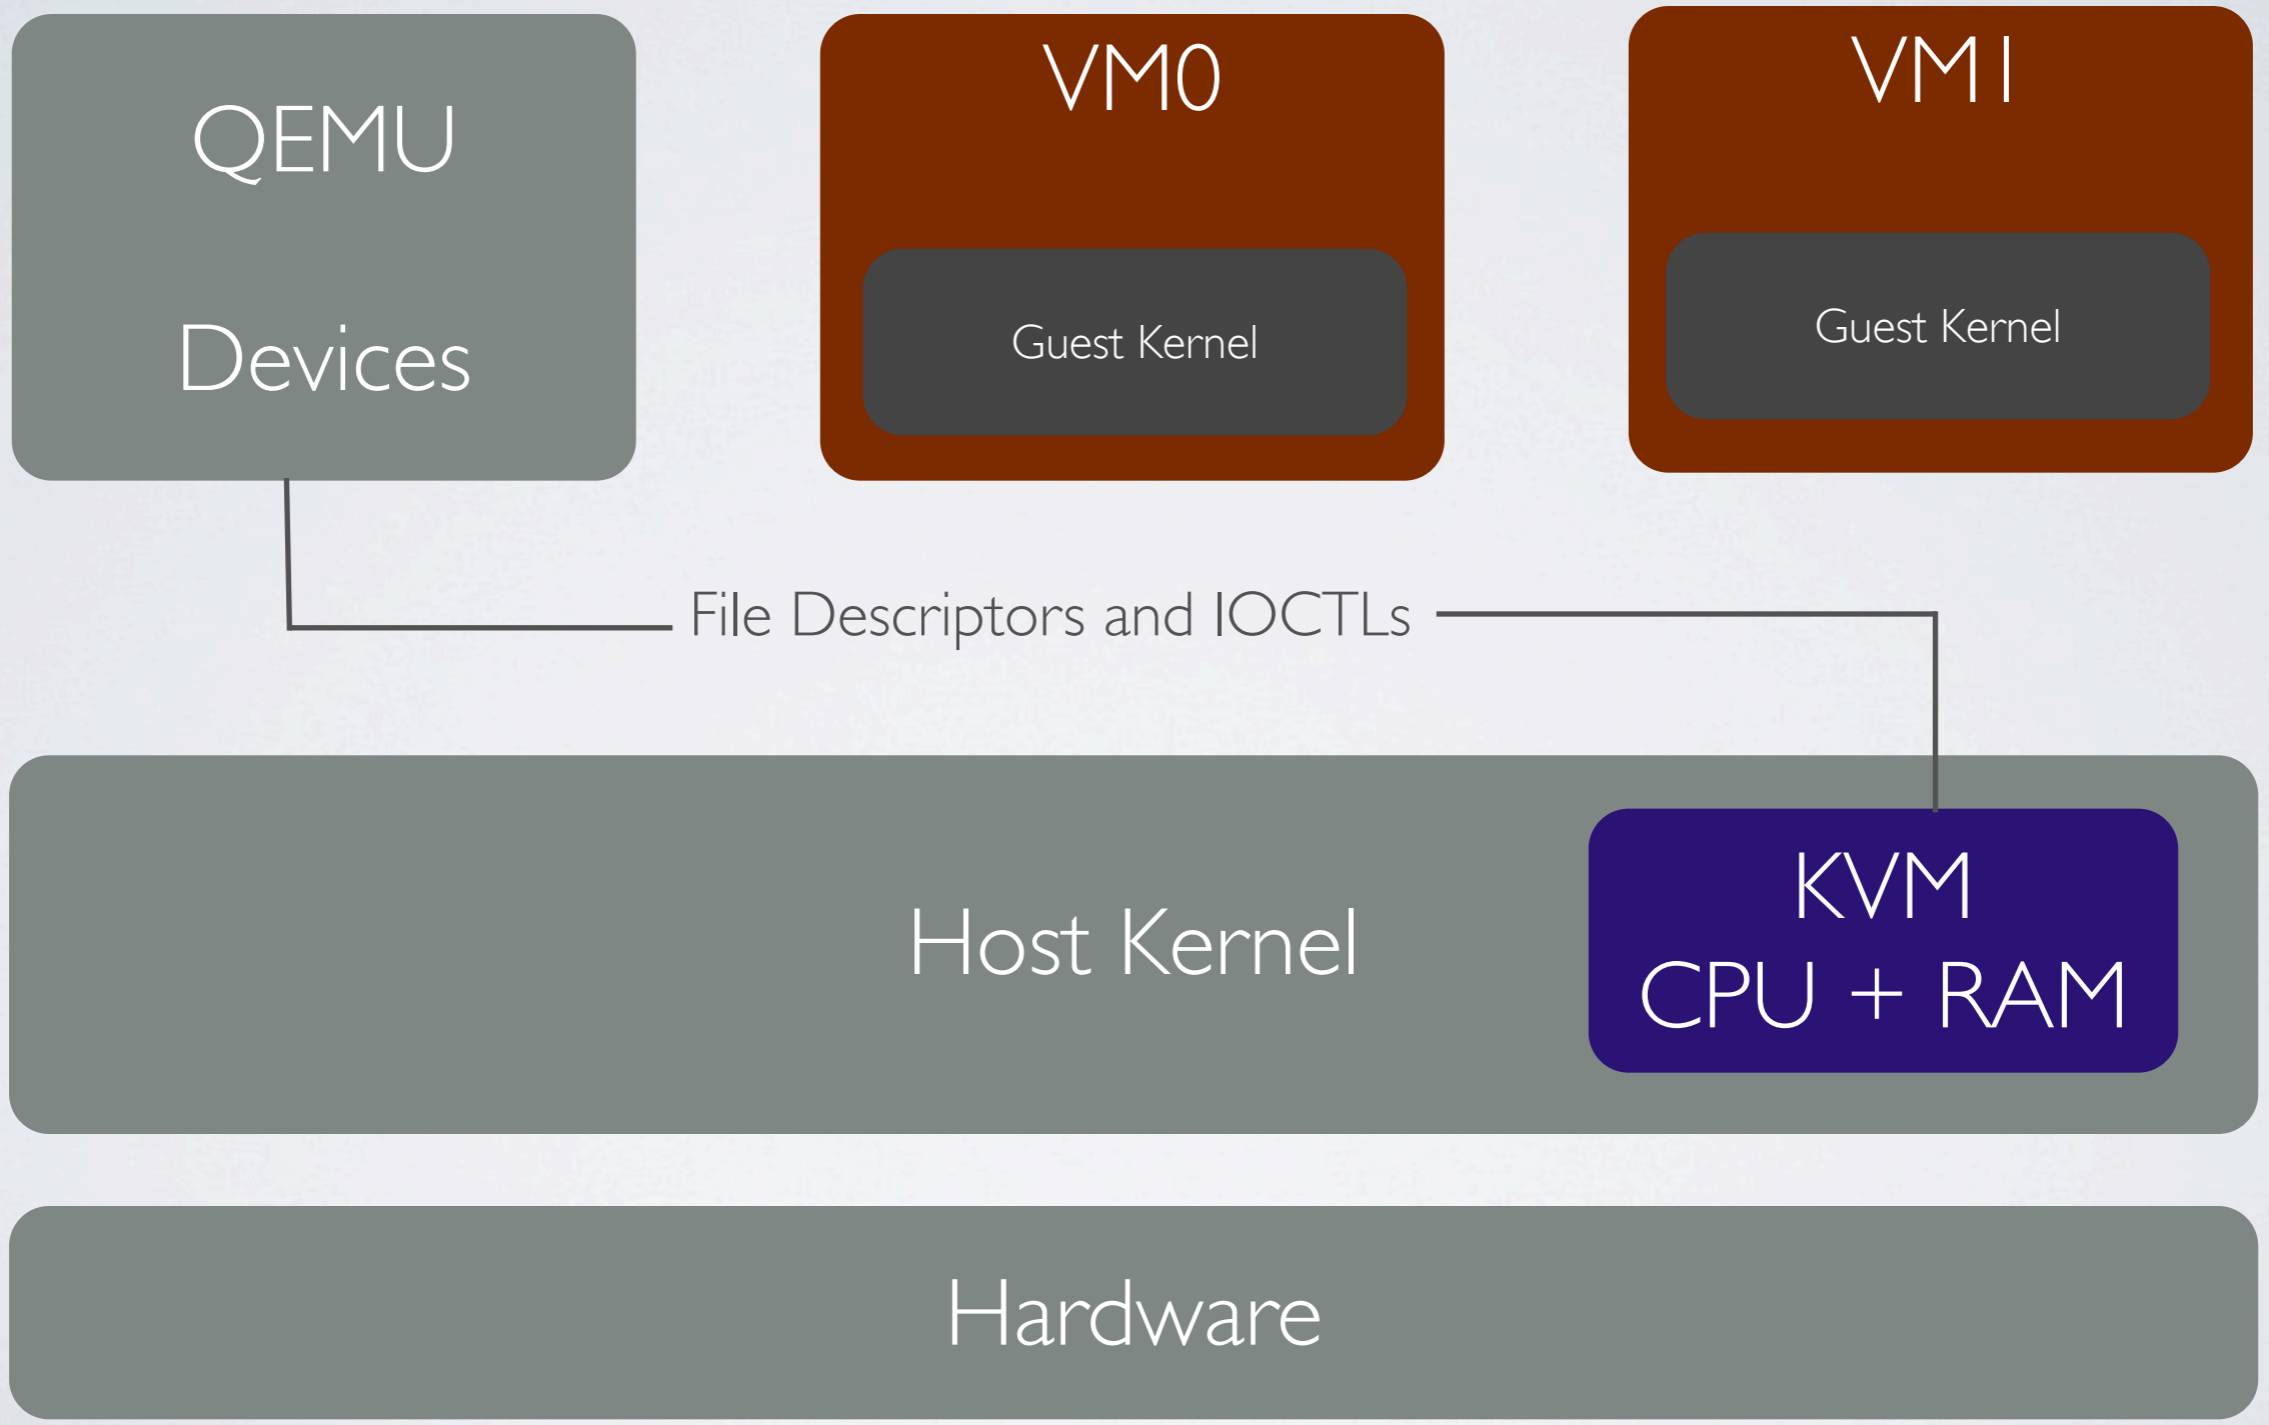 QEMU
Devices
VM0
Guest Kernel
VM1
Guest Kernel
File Descriptors and IOCTLs
Host Kernel
KVM
CPU + RAM
Hardware